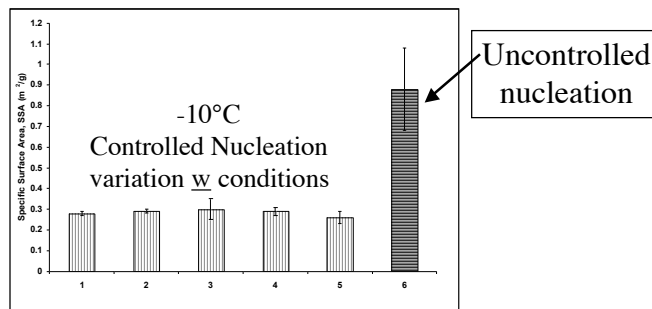 1.2
1.1
1
0.9
0.8
0.7
0.6
0.5
0.4
0.3
0.2
0.1
0
Specific Surface Area, SSA (m²/g)
-10°C
Controlled Nucleation
variation w conditions
1 2 3 4 5 6
Uncontrolled
nucleation